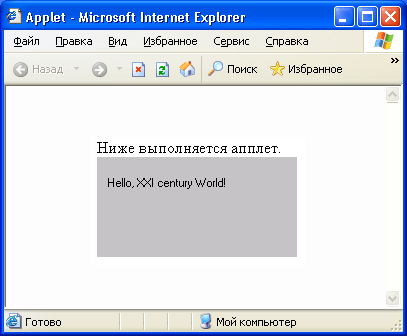 Applet - Microsoft Internet Explorer
Файл Правка Вид Избранное Сервис Справка
Назад Поиск Избранное »
Ниже выполняется апплет.
Hello, XXI century World!
Готово Мой компьютер